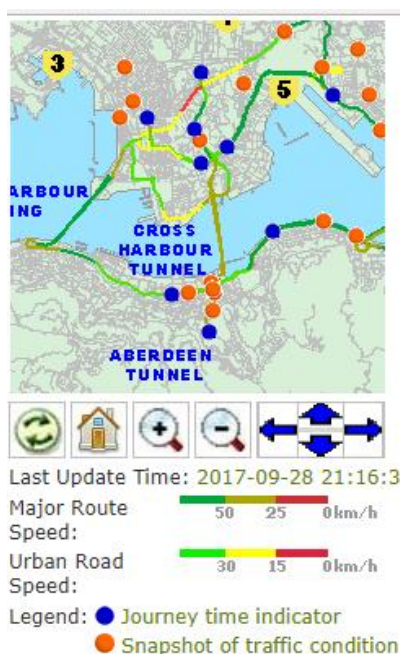 3
5
ARBOUR
ING
CROSS
HARBOUR
TUNNEL
ABERDEEN
TUNNEL
Last Update Time: 2017-09-28 21:16:3
Major Route
Speed:
50 25 0km/h
Urban Road
Speed:
30 15 0km/h
Legend: Journey time indicator
Snapshot of traffic condition